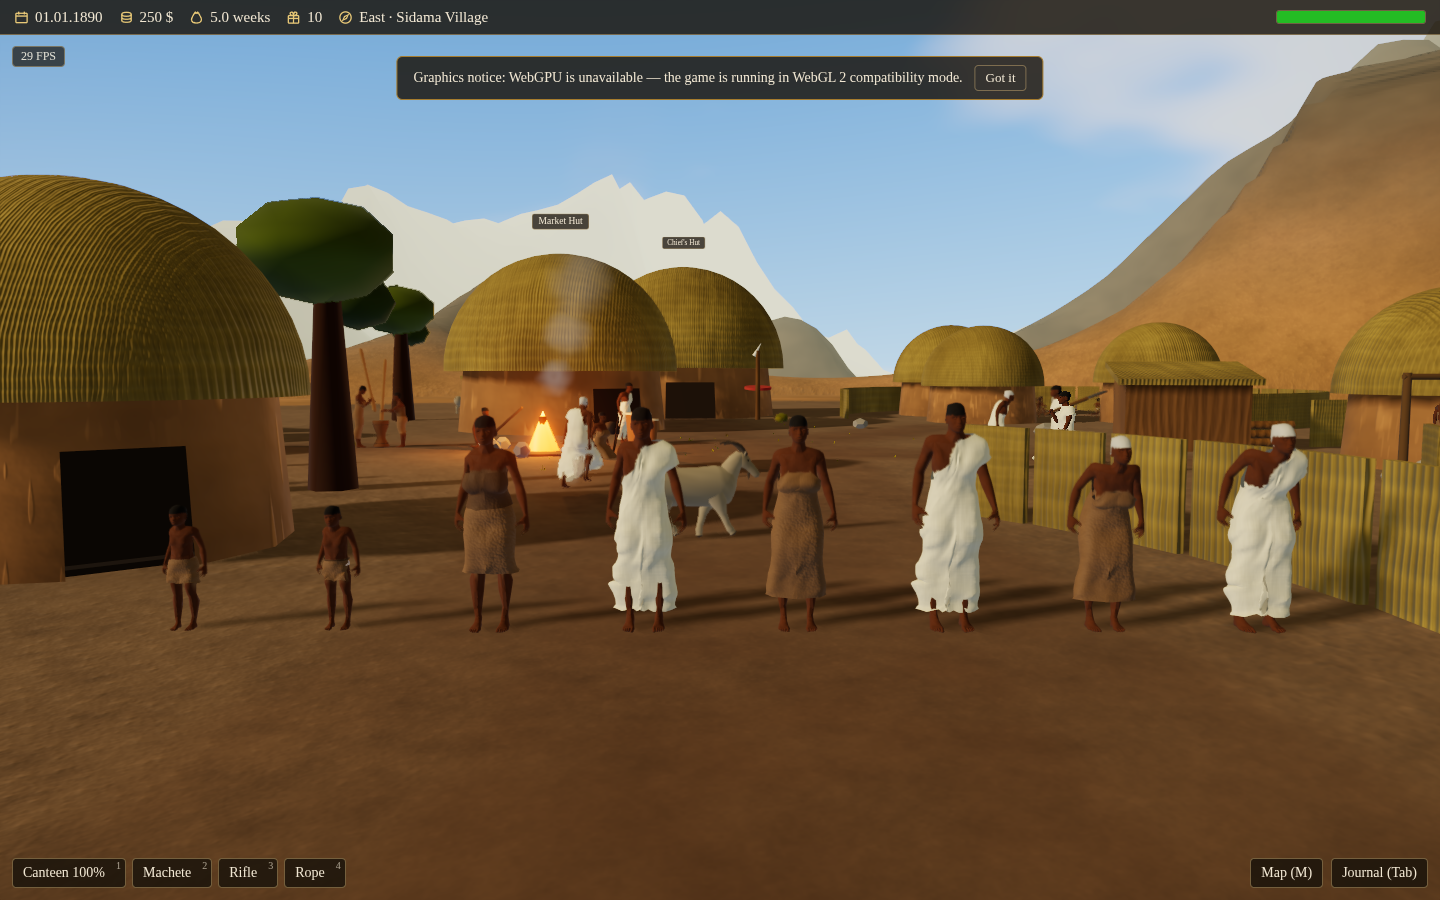 01.01.1890 250 $ 5.0 weeks 10 East · Sidama Village
29 FPS
Graphics notice: WebGPU is unavailable — the game is running in WebGL 2 compatibility mode. Got it
Market Hut
Chief's Hut
Canteen 100% 1 Machete 2 Rifle 3 Rope 4 Map (M) Journal (Tab)